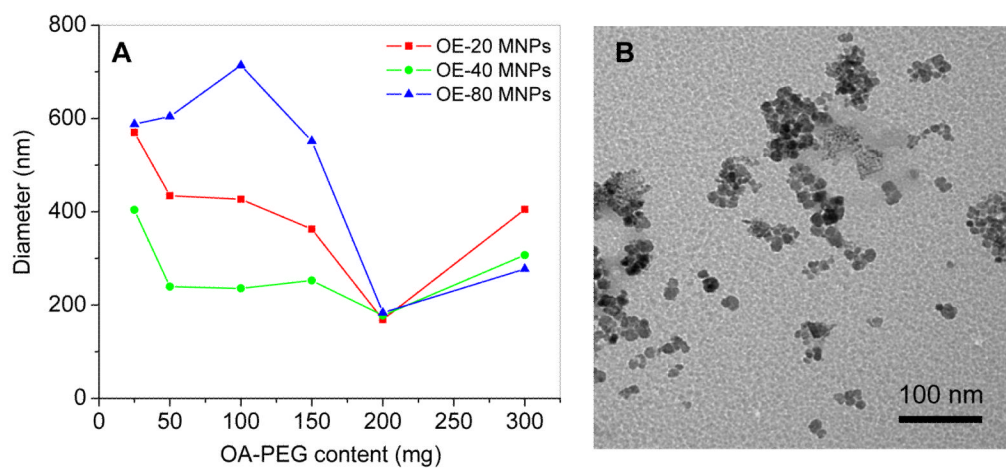 A
OE-20 MNPs
OE-40 MNPs
OE-80 MNPs
Diameter (nm)
800
600
400
200
0
0 50 100 150 200 250 300
OA-PEG content (mg)
B
100 nm